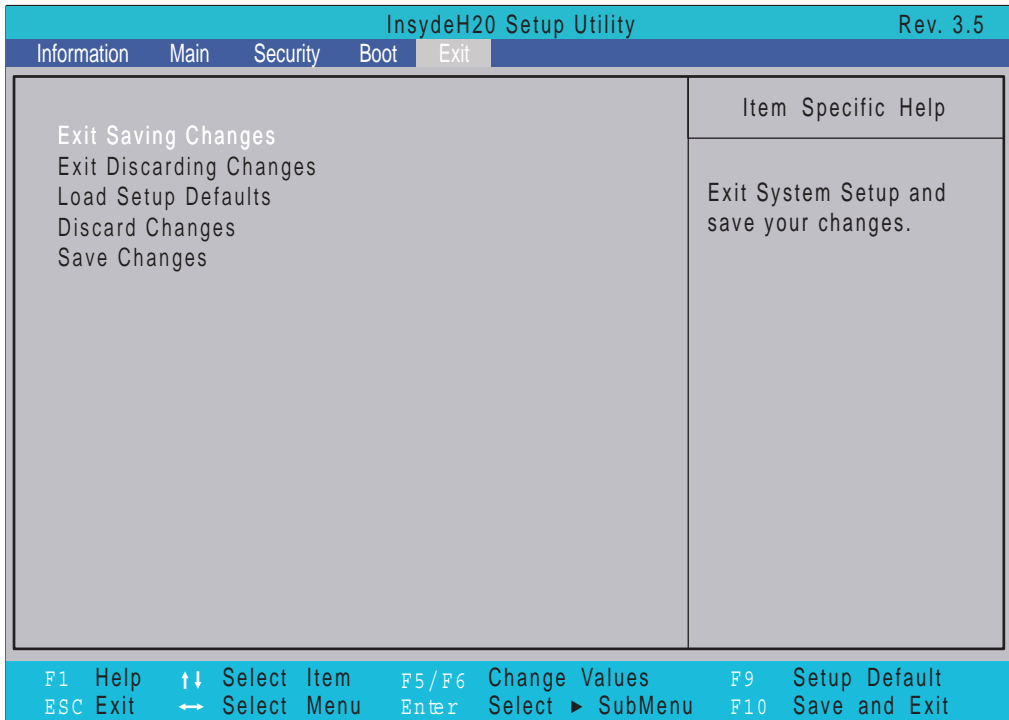 InsydeH20 Setup Utility Rev. 3.5
Information Main Security Boot Exit
Item Specific Help
Exit Saving Changes
Exit Discarding Changes
Load Setup Defaults
Discard Changes
Save Changes
Exit System Setup and
save your changes.
F1 Help ↑↓ Select Item F5/F6 Change Values F9 Setup Default
ESC Exit ↔ Select Menu Enter Select ► SubMenu F10 Save and Exit